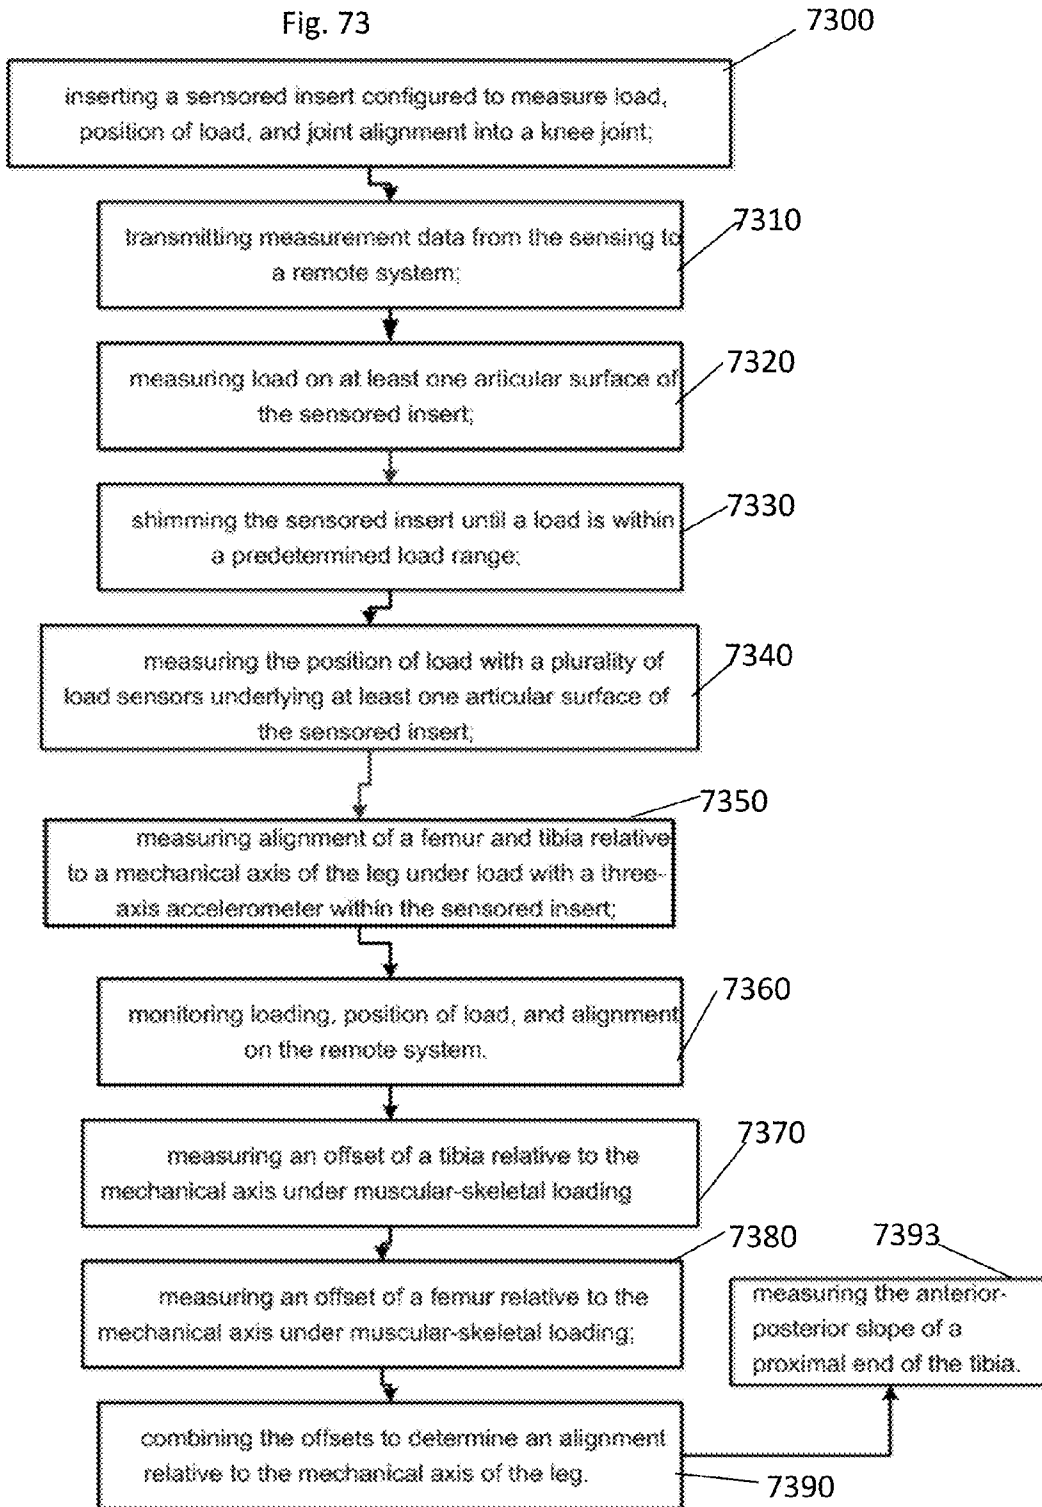 Fig. 73
7300
inserting a sensored insert configured to measure load,
position of load, and joint alignment into a knee joint;
7310
transmitting measurement data from the sensing to
a remote system;
7320
measuring load on at least one articular surface of
the sensored insert;
7330
shimming the sensored insert until a load is within
a predetermined load range;
7340
measuring the position of load with a plurality of
load sensors underlying at least one articular surface of
the sensored insert;
7350
measuring alignment of a femur and tibia relative
to a mechanical axis of the leg under load with a three-
axis accelerometer within the sensored insert;
7360
monitoring loading, position of load, and alignment
on the remote system.
7370
measuring an offset of a tibia relative to the
mechanical axis under muscular-skeletal loading
7380
measuring an offset of a femur relative to the
mechanical axis under muscular-skeletal loading;
7390
combining the offsets to determine an alignment
relative to the mechanical axis of the leg.
7393
measuring the anterior-
posterior slope of a
proximal end of the tibia.